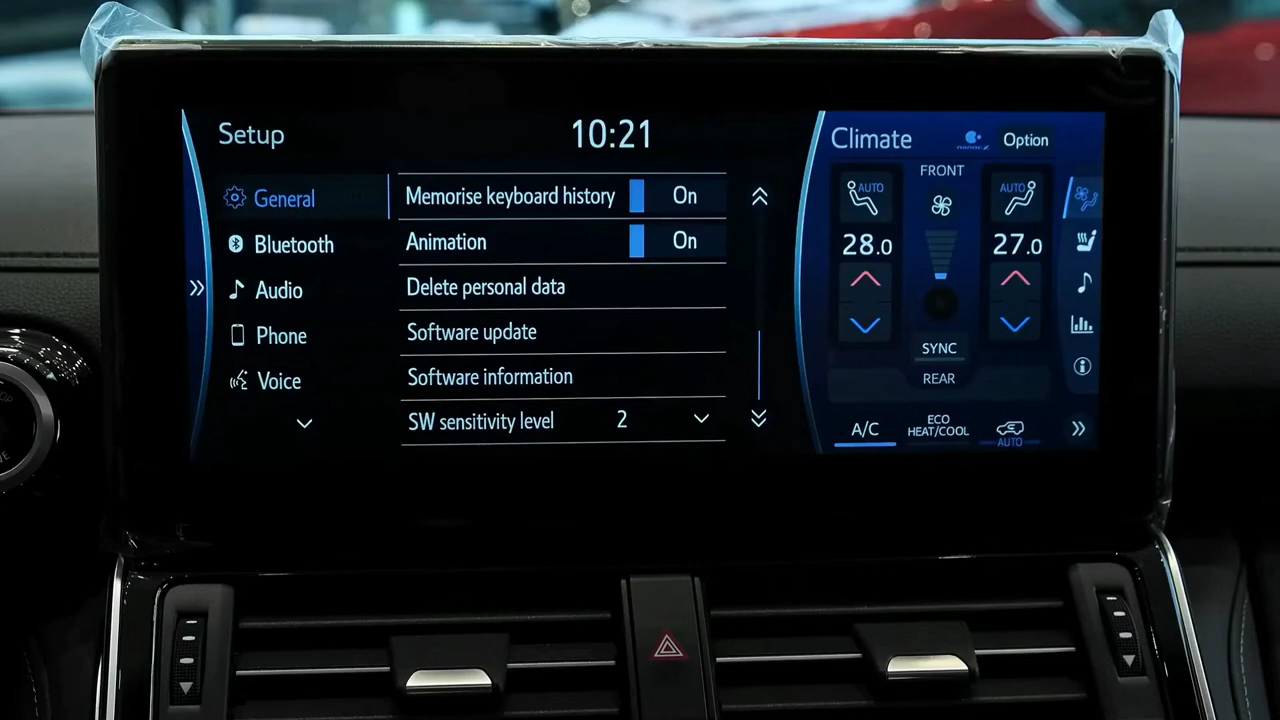 Setup
10:21
General
Bluetooth
Audio
Phone
Voice
Memorise keyboard history On
Animation On
Delete personal data
Software update
Software information
SW sensitivity level 2
Climate
nanoe X
Option
FRONT
AUTO
AUTO
28.0
27.0
SYNC
REAR
A/C
ECO
HEAT/COOL
AUTO